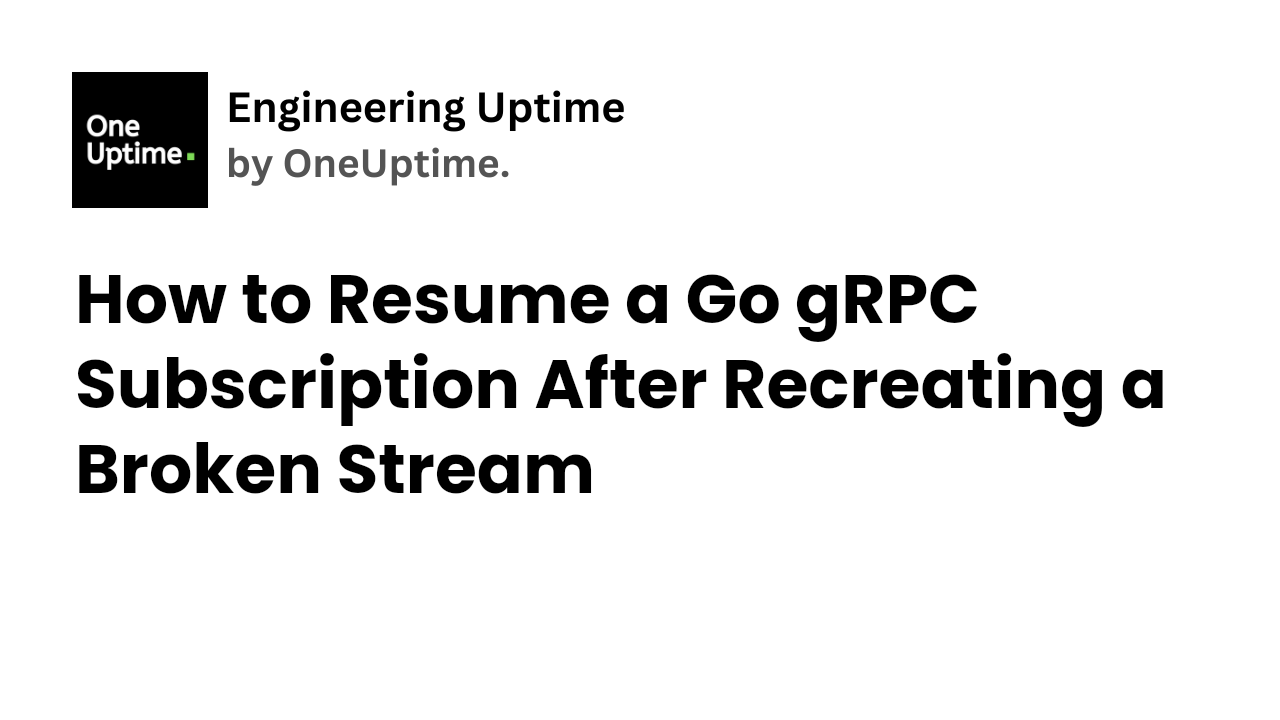 One
Uptime.
Engineering Uptime
by OneUptime.
How to Resume a Go gRPC
Subscription After Recreating a
Broken Stream